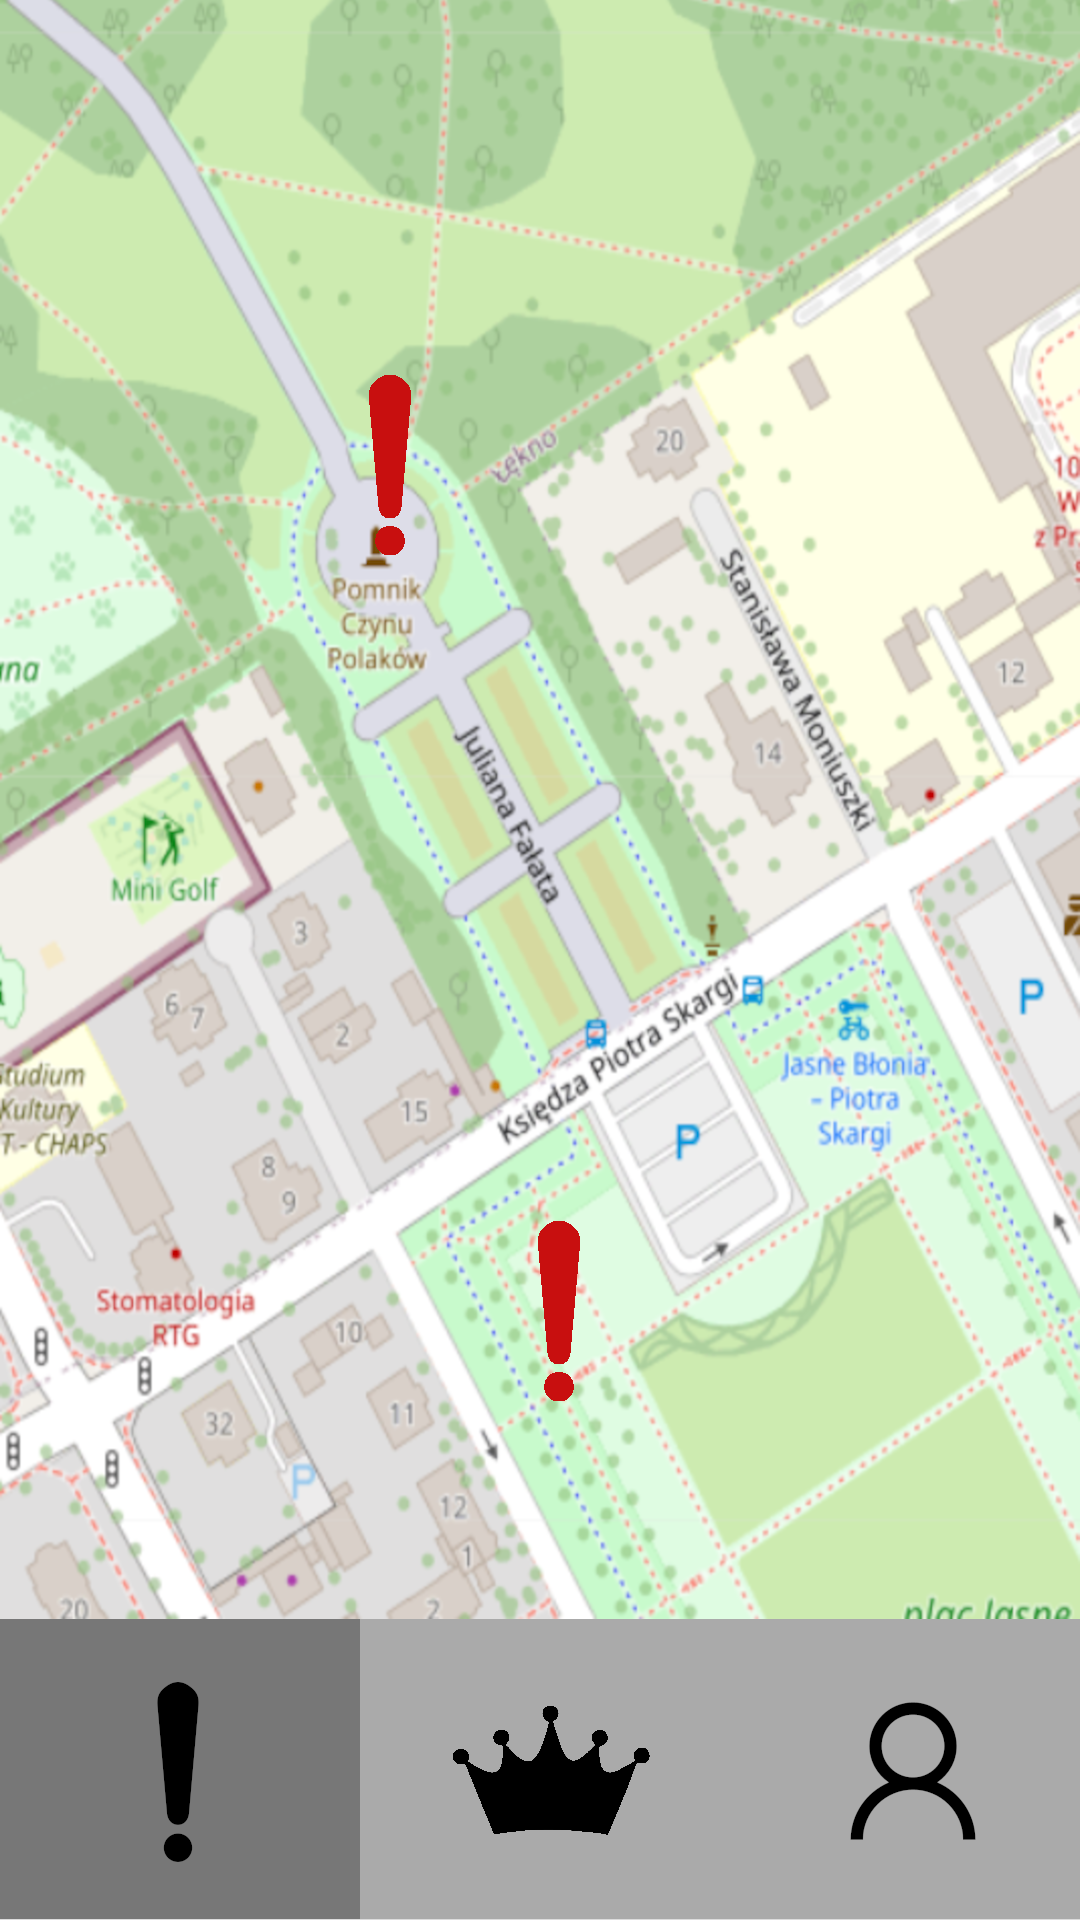 Łękno
20
10
W
z Pr
Pomnik
Czynu
Polaków
Stanisława Moniuszki
12
ana
14
Juliana Fałata
Mini Golf
3
6
7
2
P
Księdza Piotra Skargi
Jasne Błonia
- Piotra
Skargi
Studium
Kultury
T - CHAPS
15
P
8
9
Stomatologia
RTG
10
11
32
P
12
1
20
2
plac Jasne